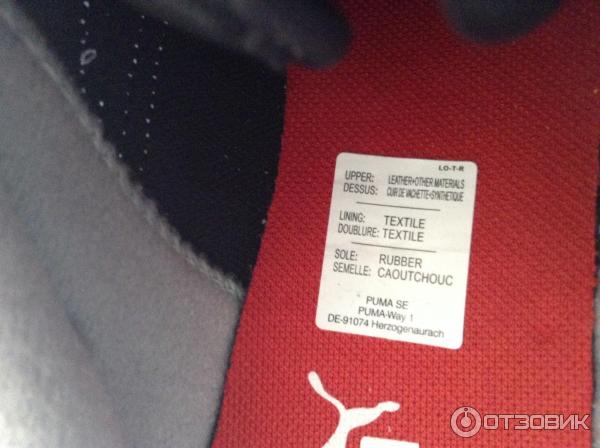 LO-T-R
UPPER: LEATHER+OTHER MATERIALS
DESSUS: CUIR DE VACHETTE+SYNTHETIQUE
LINING: TEXTILE
DOUBLURE: TEXTILE
SOLE: RUBBER
SEMELLE: CAOUTCHOUC
PUMA SE
PUMA-Way 1
DE-91074 Herzogenaurach
ОТЗОВИК